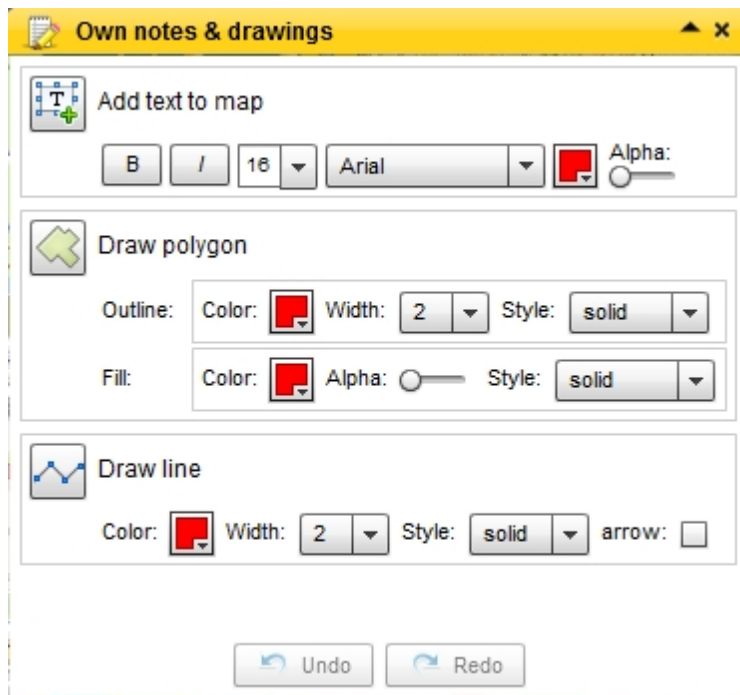 Own notes & drawings
T
Add text to map
B I 16 Arial Alpha:
Draw polygon
Outline: Color: Width: 2 Style: solid
Fill: Color: Alpha: Style: solid
Draw line
Color: Width: 2 Style: solid arrow:
Undo Redo